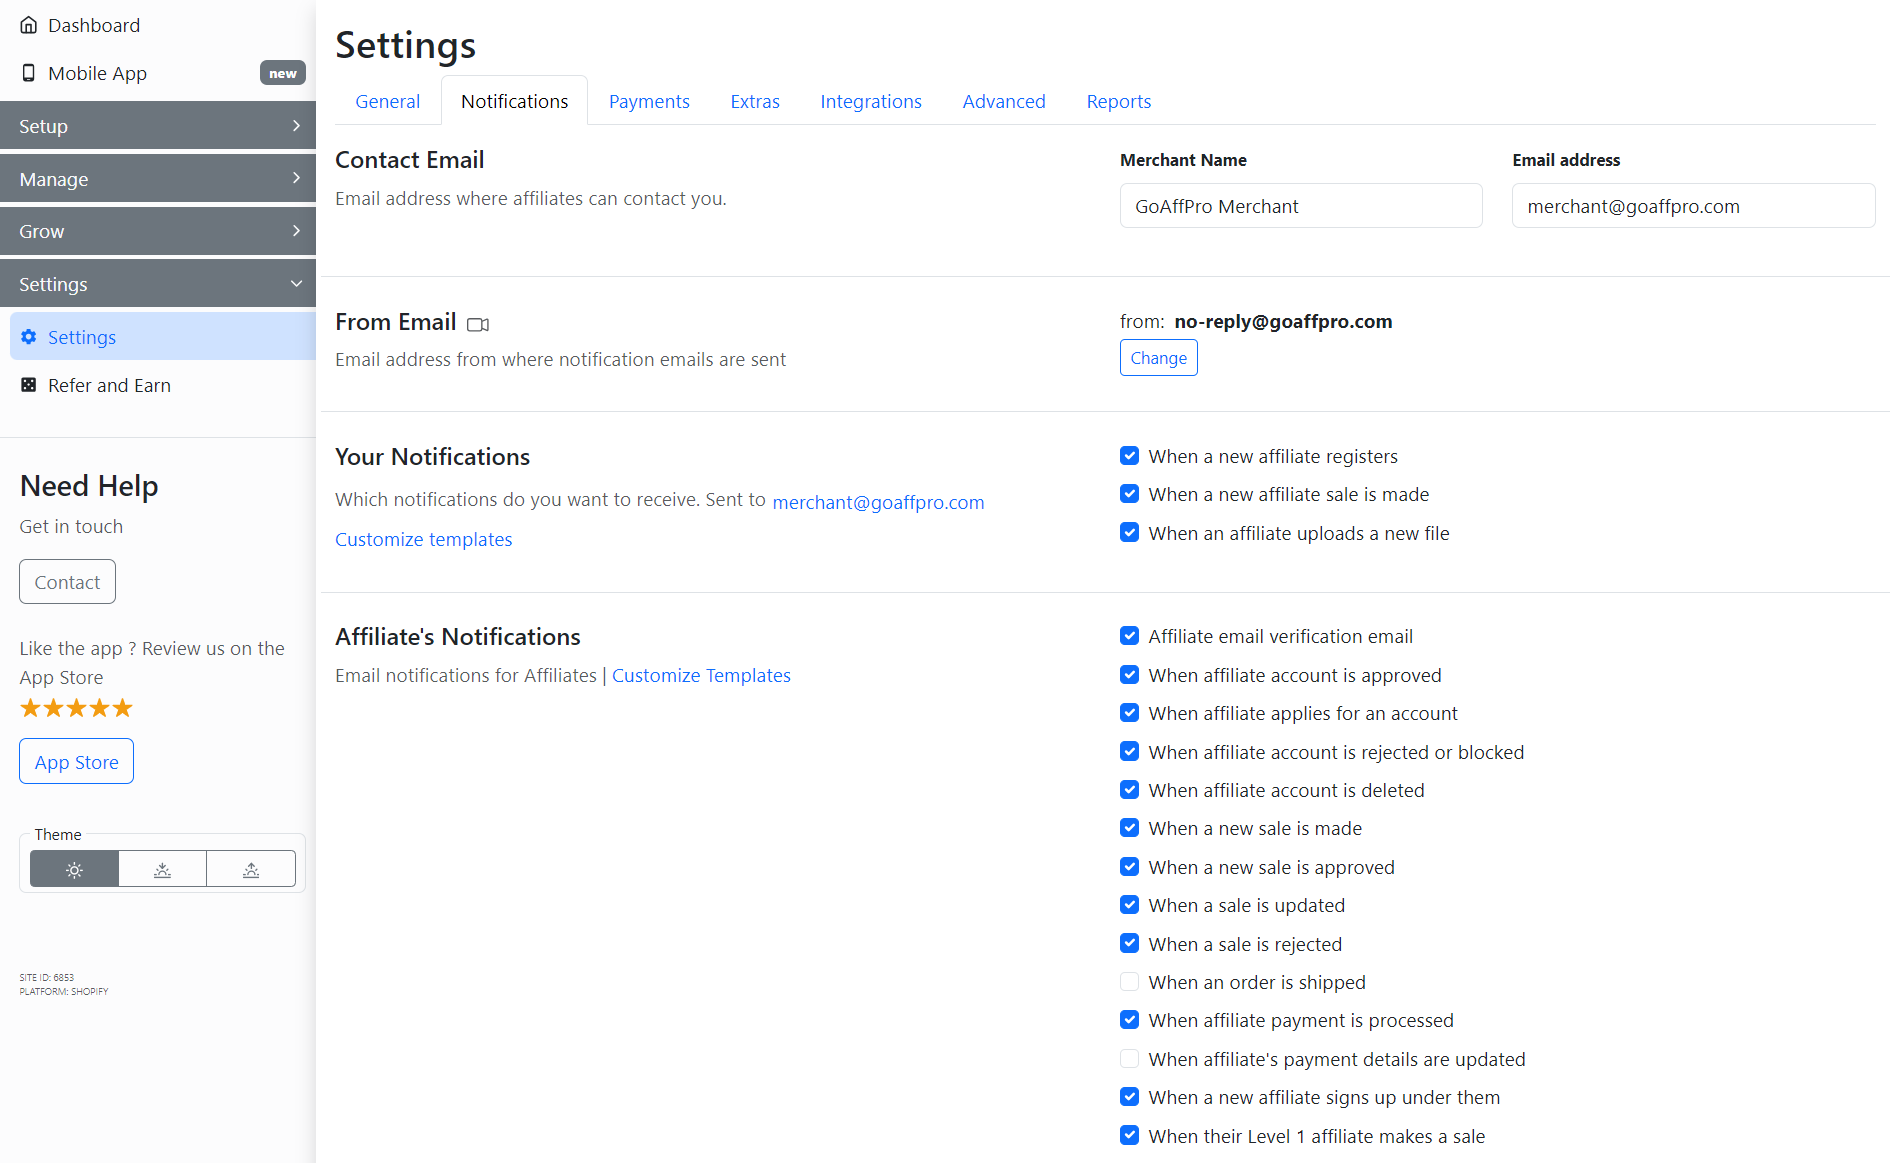 Dashboard
Mobile App new
Setup
Manage
Grow
Settings
Settings
Refer and Earn
Need Help
Get in touch
Contact
Like the app ? Review us on the
App Store
App Store
Theme
SITE ID: 6853
PLATFORM: SHOPIFY
Settings
General Notifications Payments Extras Integrations Advanced Reports
Contact Email
Email address where affiliates can contact you.
Merchant Name
GoAffPro Merchant
Email address
merchant@goaffpro.com
From Email
Email address from where notification emails are sent
from: no-reply@goaffpro.com
Change
Your Notifications
Which notifications do you want to receive. Sent to merchant@goaffpro.com
Customize templates
When a new affiliate registers
When a new affiliate sale is made
When an affiliate uploads a new file
Affiliate's Notifications
Email notifications for Affiliates | Customize Templates
Affiliate email verification email
When affiliate account is approved
When affiliate applies for an account
When affiliate account is rejected or blocked
When affiliate account is deleted
When a new sale is made
When a new sale is approved
When a sale is updated
When a sale is rejected
When an order is shipped
When affiliate payment is processed
When affiliate's payment details are updated
When a new affiliate signs up under them
When their Level 1 affiliate makes a sale